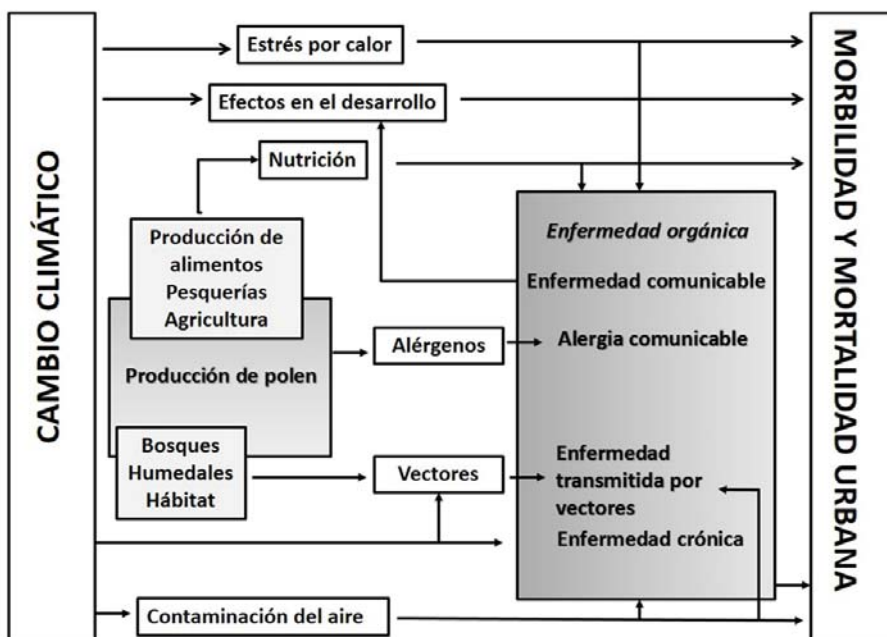 CAMBIO CLIMÁTICO
Estrés por calor
Efectos en el desarrollo
Nutrición
Producción de
alimentos
Pesquerías
Agricultura
Producción de polen
Bosques
Humedales
Hábitat
Alérgenos
Vectores
Contaminación del aire
Enfermedad orgánica
Enfermedad comunicable
Alergia comunicable
Enfermedad
transmitida por
vectores
Enfermedad crónica
MORBILIDAD Y MORTALIDAD URBANA